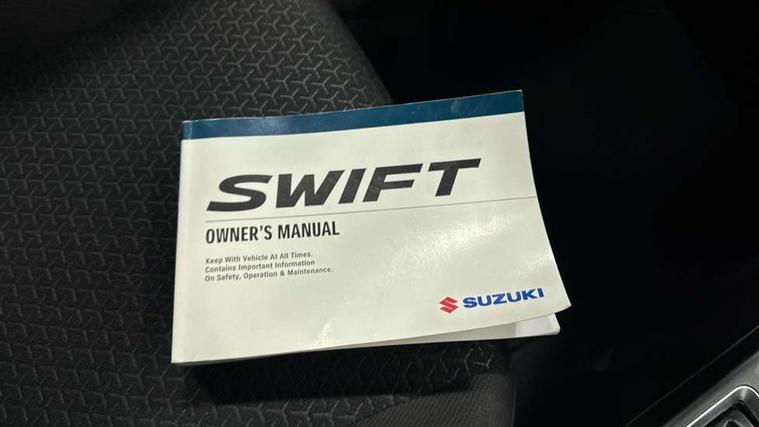 SWIFT
OWNER'S MANUAL
Keep With Vehicle At All Times.
Contains Important Information
On Safety, Operation & Maintenance.
SUZUKI